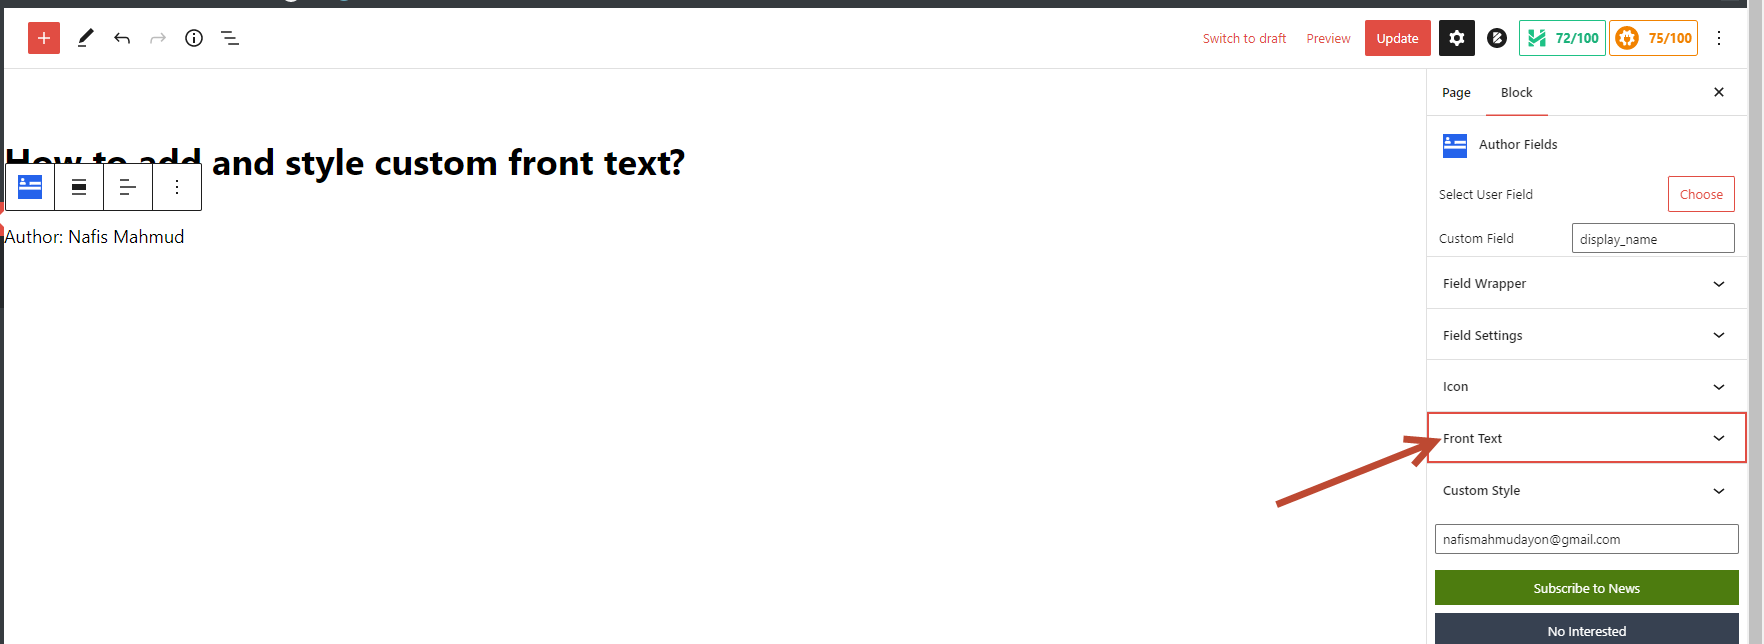 Switch to draft Preview Update 72/100 75/100
Page Block
How to add and style custom front text?
Author: Nafis Mahmud
Author Fields
Select User Field Choose
Custom Field display_name
Field Wrapper
Field Settings
Icon
Front Text
Custom Style
nafismahmudayon@gmail.com
Subscribe to News
No Interested